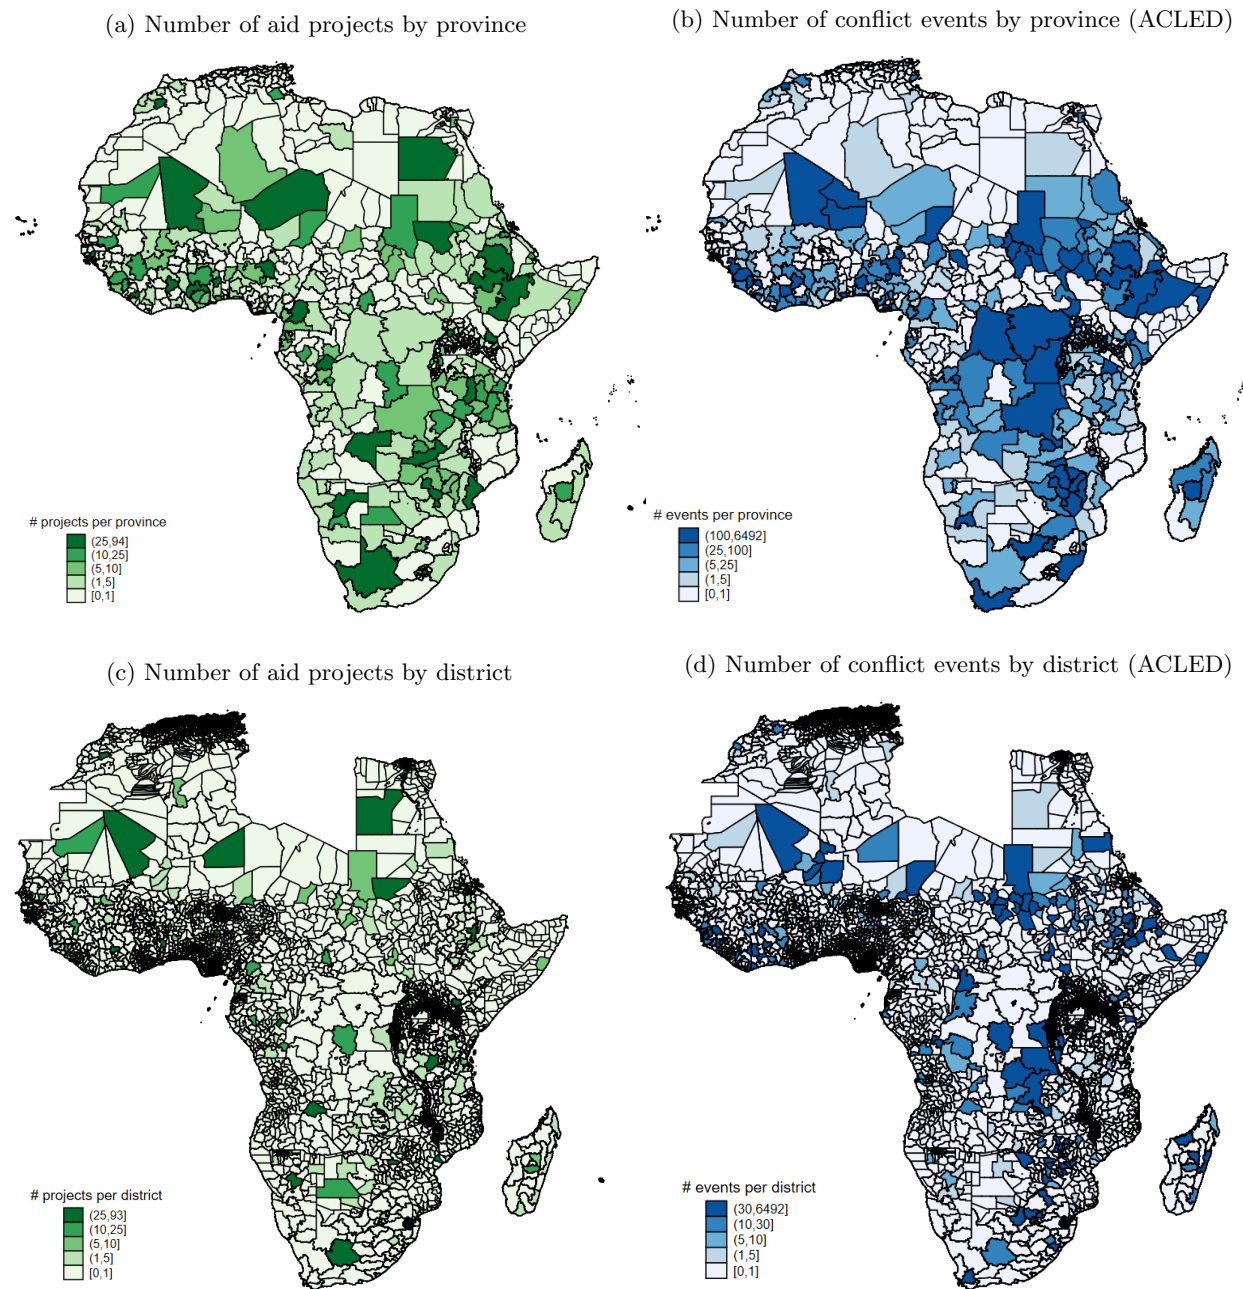 (a) Number of aid projects by province
(b) Number of conflict events by province (ACLED)
# projects per province
(25,94]
(10,25]
(5,10]
(1,5]
[0,1]
# events per province
(100,6492]
(25,100]
(5,25]
(1,5]
[0,1]
(c) Number of aid projects by district
(d) Number of conflict events by district (ACLED)
# projects per district
(25,93]
(10,25]
(5,10]
(1,5]
[0,1]
# events per district
(30,6492]
(10,30]
(5,10]
(1,5]
[0,1]